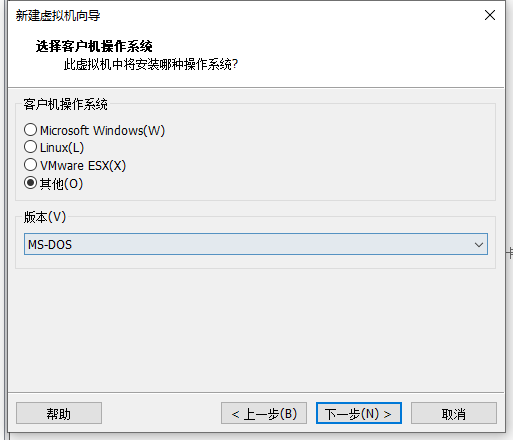 新建虚拟机向导
选择客户机操作系统
此虚拟机中将安装哪种操作系统?
客户机操作系统
Microsoft Windows(W)
Linux(L)
VMware ESX(X)
其他(O)
版本(V)
MS-DOS
帮助
< 上一步(B)
下一步(N) >
取消